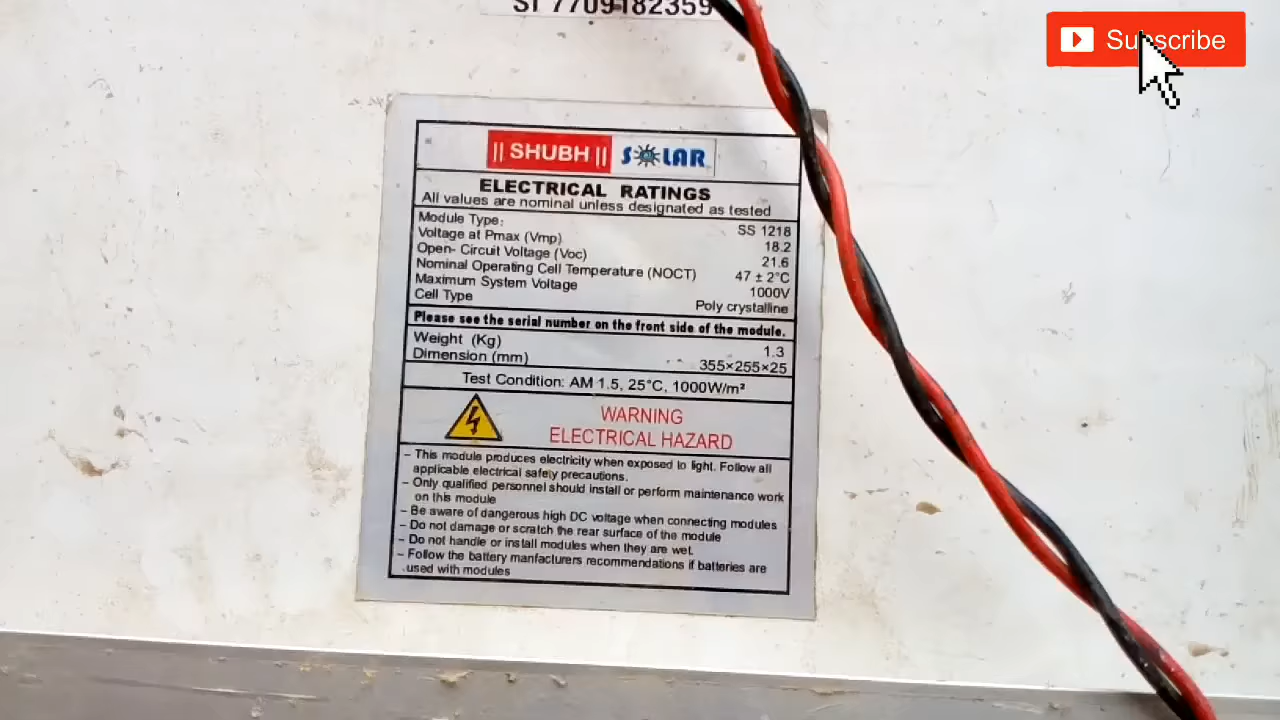 7709182359
Subscribe
|| SHUBH || SOLAR
ELECTRICAL RATINGS
All values are nominal unless designated as tested
Module Type: SS 1218
Voltage at Pmax (Vmp) 18.2
Open- Circuit Voltage (Voc) 21.6
Nominal Operating Cell Temperature (NOCT) 47 ± 2°C
Maximum System Voltage 1000V
Cell Type Poly crystalline
Please see the serial number on the front side of the module.
Weight (Kg) 1.3
Dimension (mm) 355×255×25
Test Condition: AM 1.5, 25°C, 1000W/m²
WARNING
ELECTRICAL HAZARD
– This module produces electricity when exposed to light. Follow all
applicable electrical safety precautions.
– Only qualified personnel should install or perform maintenance work
on this module
– Be aware of dangerous high DC voltage when connecting modules
– Do not damage or scratch the rear surface of the module
– Do not handle or install modules when they are wet.
– Follow the battery manfacturers recommendations if batteries are
used with modules